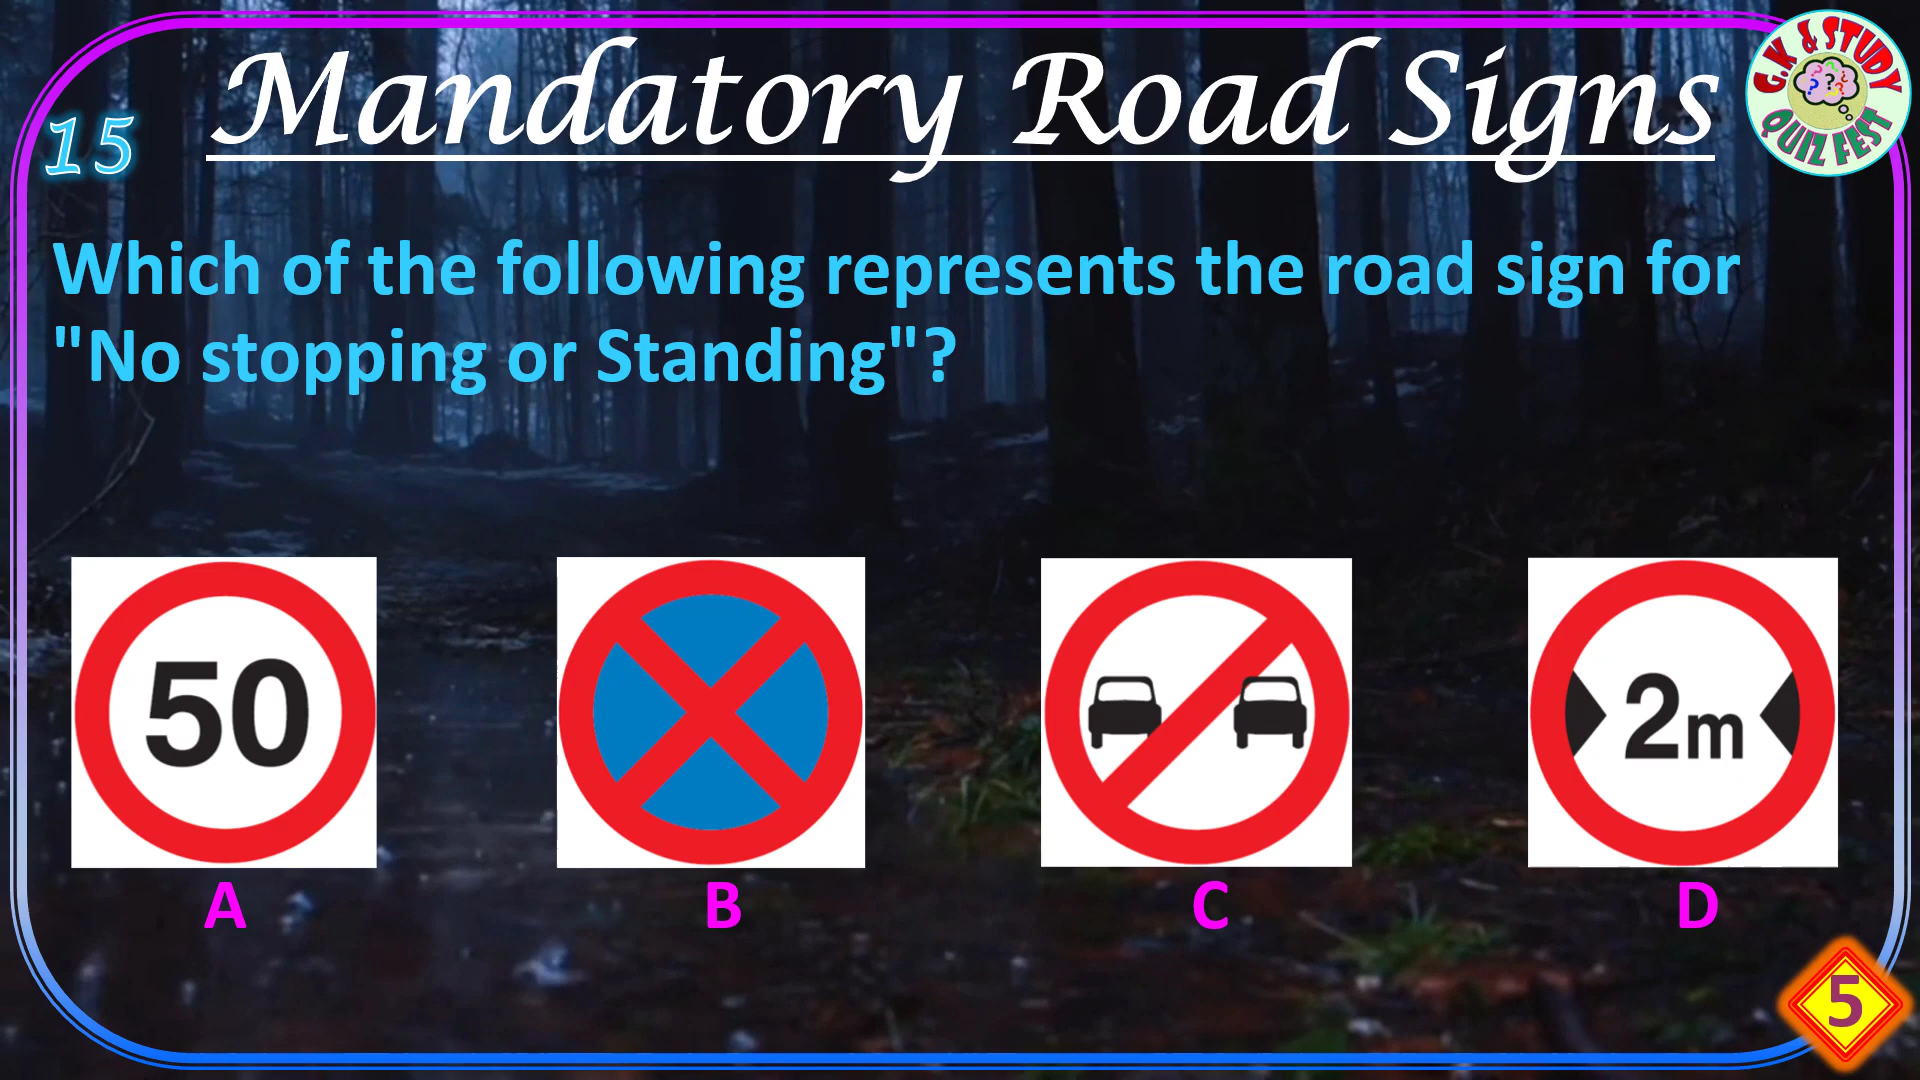 Mandatory Road Signs
G.K & STUDY
QUIZ FEST
15
Which of the following represents the road sign for
"No stopping or Standing"?
50
2m
A
B
C
D
5